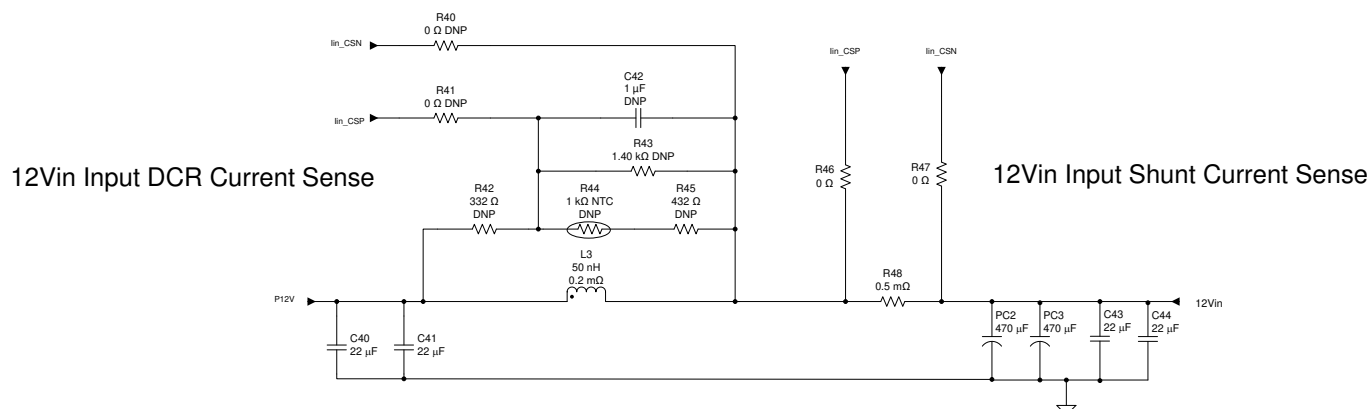 R40
0 Ω DNP
Iin_CSN
R41
0 Ω DNP
Iin_CSP
C42
1 µF
DNP
R43
1.40 kΩ DNP
12Vin Input DCR Current Sense
R42
332 Ω
DNP
R44
1 kΩ NTC
DNP
R45
432 Ω
DNP
L3
50 nH
0.2 mΩ
P12V
C40
22 µF
C41
22 µF
Iin_CSP
Iin_CSN
R46
0 Ω
R47
0 Ω
12Vin Input Shunt Current Sense
R48
0.5 mΩ
12Vin
PC2
470 µF
PC3
470 µF
C43
22 µF
C44
22 µF